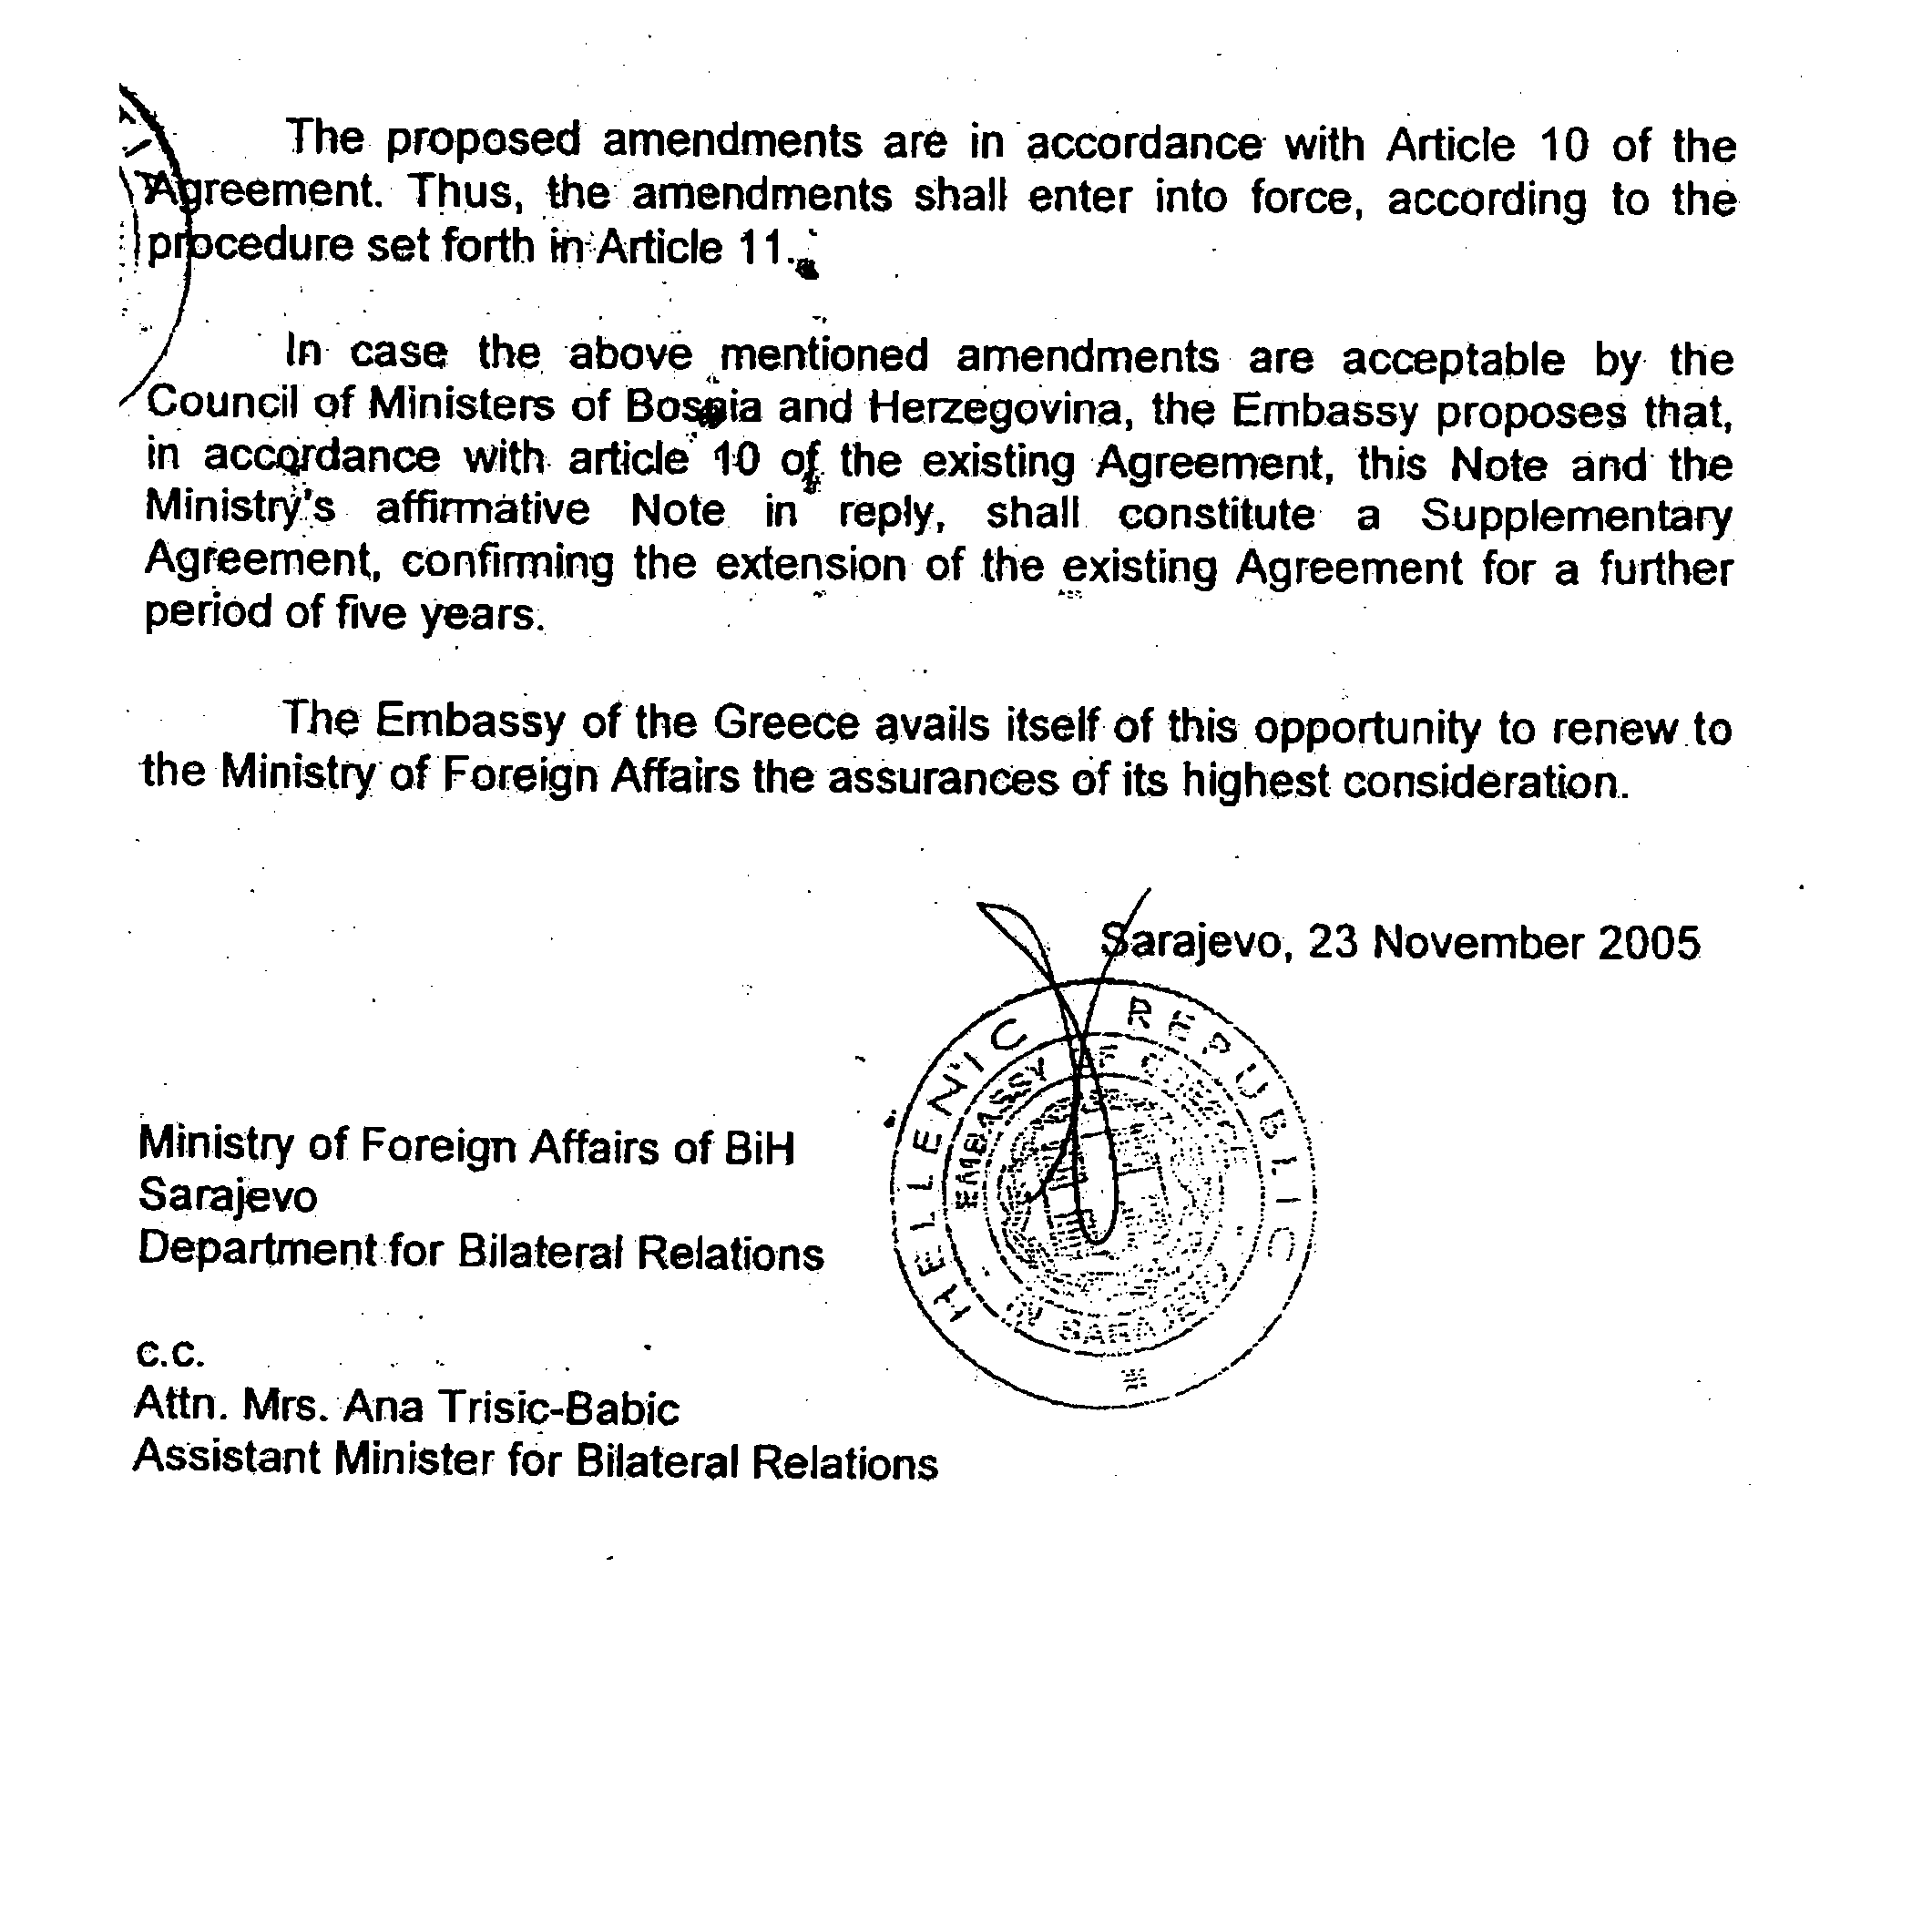 The proposed amendments are in accordance with Article 10 of the
Agreement. Thus, the amendments shall enter into force, according to the
procedure set forth in Article 11.
In case the above mentioned amendments are acceptable by the
Council of Ministers of Bosnia and Herzegovina, the Embassy proposes that,
in accordance with article 10 of the existing Agreement, this Note and the
Ministry's affirmative Note in reply, shall constitute a Supplementary
Agreement, confirming the extension of the existing Agreement for a further
period of five years.
The Embassy of the Greece avails itself of this opportunity to renew to
the Ministry of Foreign Affairs the assurances of its highest consideration.
Sarajevo, 23 November 2005
HELLENIC REPUBLIC
EMBASSY OF GREECE
IN SARAJEVO
Ministry of Foreign Affairs of BiH
Sarajevo
Department for Bilateral Relations
c.c.
Attn. Mrs. Ana Trisic-Babic
Assistant Minister for Bilateral Relations